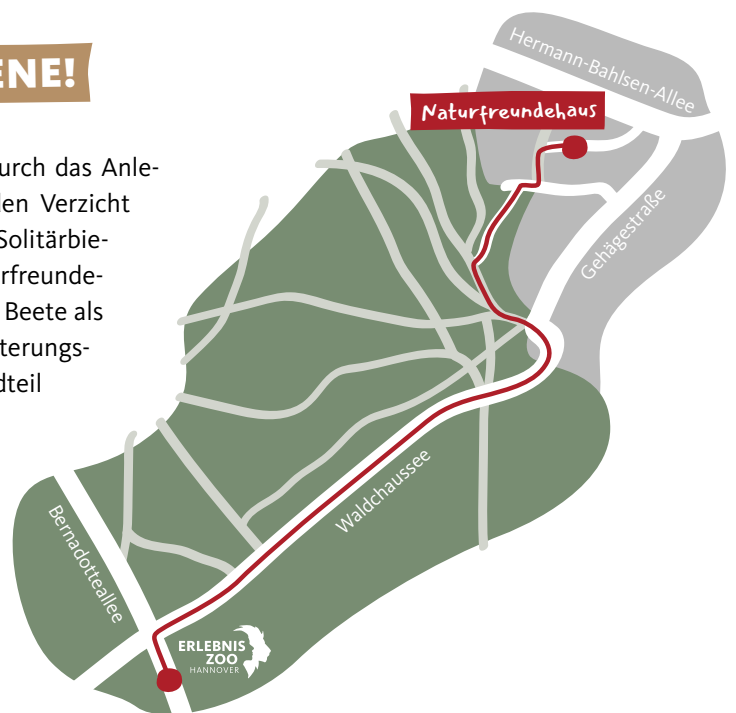 ENE!
urch das Anle-
len Verzicht
Solitärbie-
rfreunde-
Beete als
terungs-
dteil
Hermann-Bahlsen-Allee
Naturfreundehaus
Gehägestraße
Waldchaussee
Bernadotteallee
ERLEBNIS
ZOO
HANNOVER